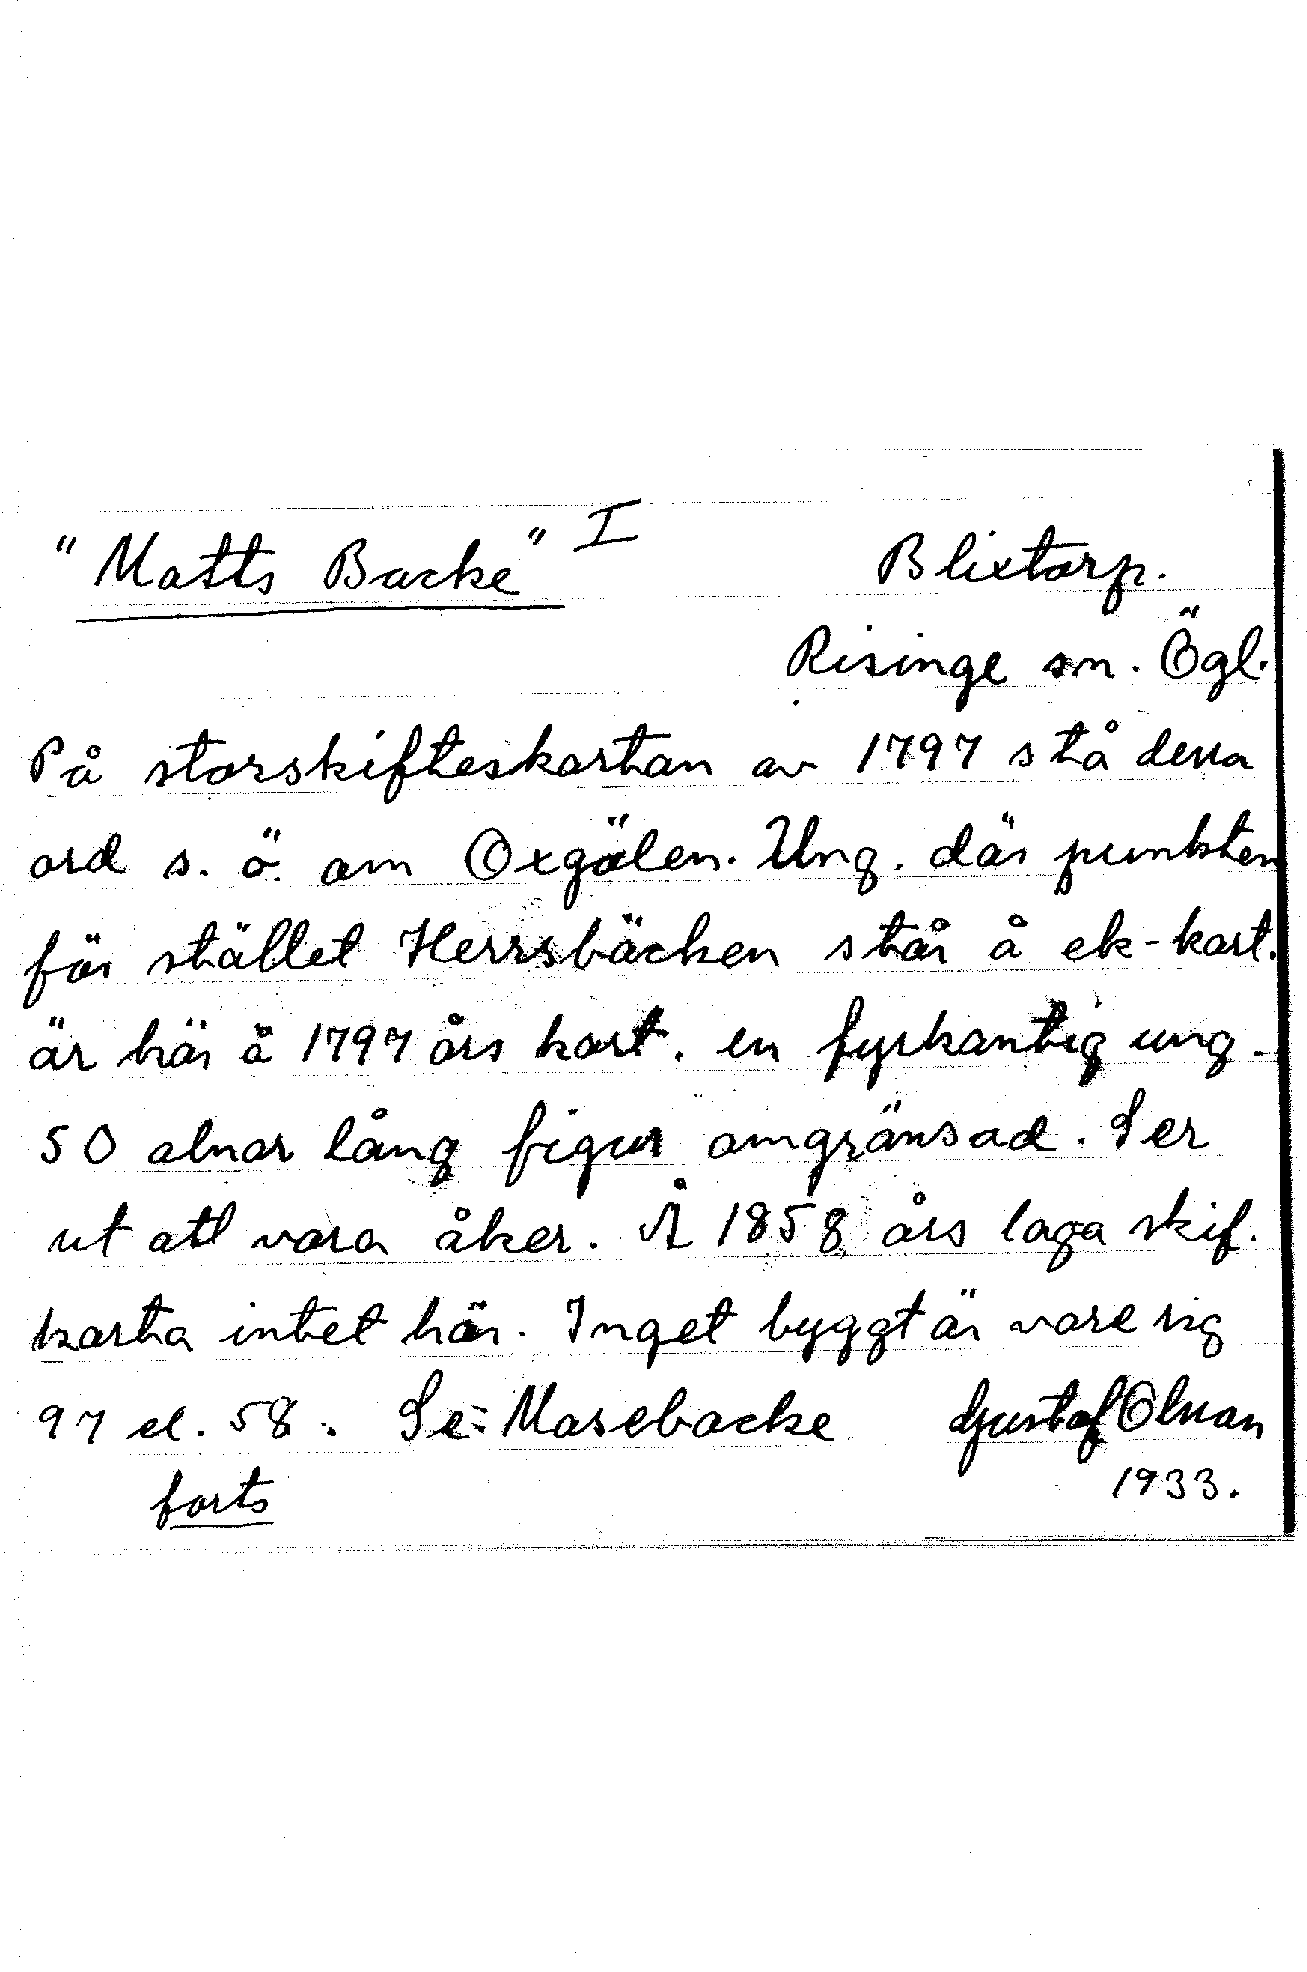 "Matts Backe" I
Blixtorp.
Risinge sn. Ögl.
På storskifteskartan av 1797 stå dessa
ord s. ö. om Oxgölen. Ung. där punkten
för stället Herrsbäcken står å ek-kart.
är här å 1797 års kart. en fyrkantig ung.
50 alnar lång figur omgränsad. Ser
ut att vara åker. Å 1858 års laga skif.
karta intet här. Inget byggt är vare sig
97 el. 58. Se: Masebacke Gustaf Olman
forts 1933.